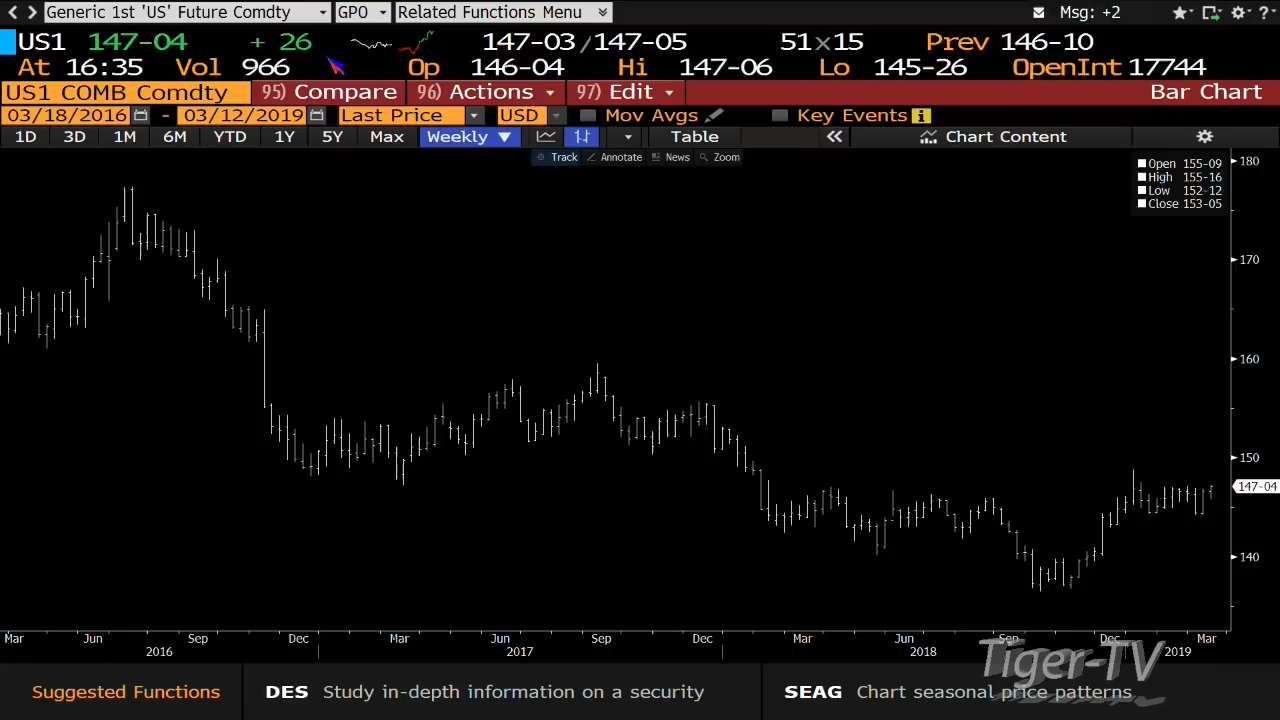 Generic 1st 'US' Future Comdty GPO Related Functions Menu Msg: +2
US1 147-04 + 26 147-03 /147-05 51×15 Prev 146-10
At 16:35 Vol 966 Op 146-04 Hi 147-06 Lo 145-26 OpenInt 17744
US1 COMB Comdty 95) Compare 96) Actions 97) Edit Bar Chart
03/18/2016 - 03/12/2019 Last Price USD Mov Avgs Key Events
1D 3D 1M 6M YTD 1Y 5Y Max Weekly ▼ Table « Chart Content
Track Annotate News Zoom
Open 155-09
High 155-16
Low 152-12
Close 153-05
180
170
160
150
147-04
140
Mar Jun Sep Dec Mar Jun Sep Dec Mar Jun Sep Dec Mar
2016 2017 2018 2019
Tiger-TV
Suggested Functions DES Study in-depth information on a security SEAG Chart seasonal price patterns